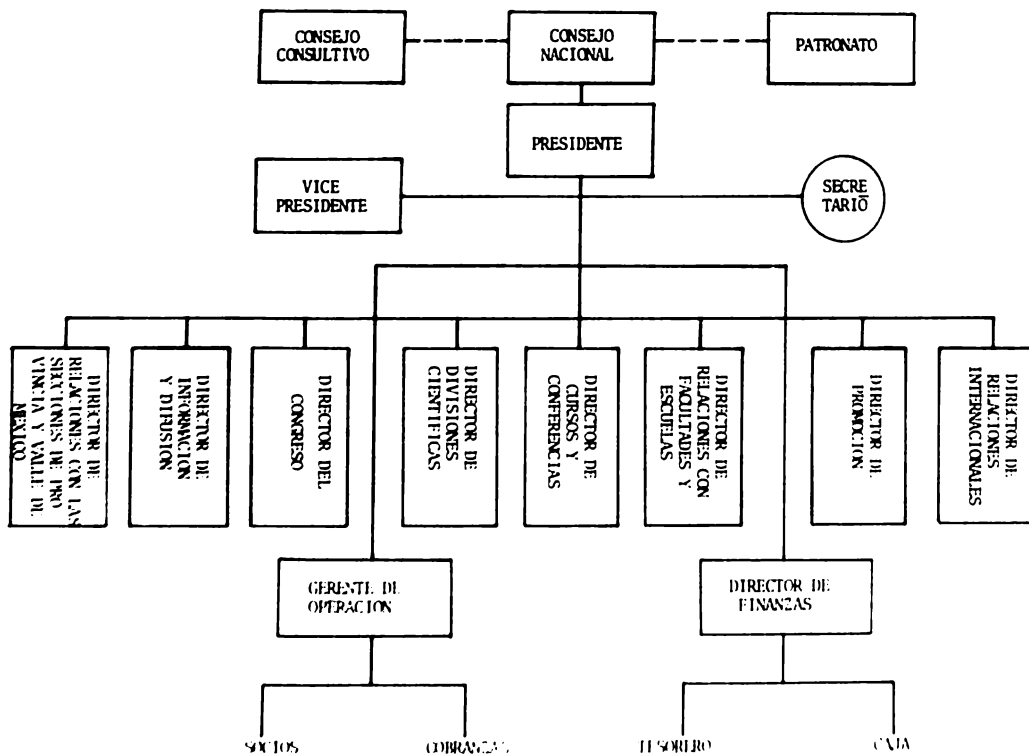 CONSEJO
CONSULTIVO
CONSEJO
NACIONAL
PATRONATO
PRESIDENTE
VICE
PRESIDENTE
SECRE
TARIO
DIRECTOR DE
RELACIONES CON LAS
SECCIONES DE PRO
VINCIA Y VALLE DE
MEXICO
DIRECTOR DE
INFORMACION
Y DIFUSION
DIRECTOR DEL
CONGRESO
DIRECTOR DE
DIVISIONES
CIENTIFICAS
DIRECTOR DE
CURSOS Y
CONFERENCIAS
DIRECTOR DE
RELACIONES CON
FACULTADES Y
ESCUELAS
DIRECTOR DE
PROMOCION
DIRECTOR DE
RELACIONES
INTERNACIONALES
GERENTE DE
OPERACION
DIRECTOR DE
FINANZAS
SOCIOS
COBRANZAS
TESORERO
CAJA